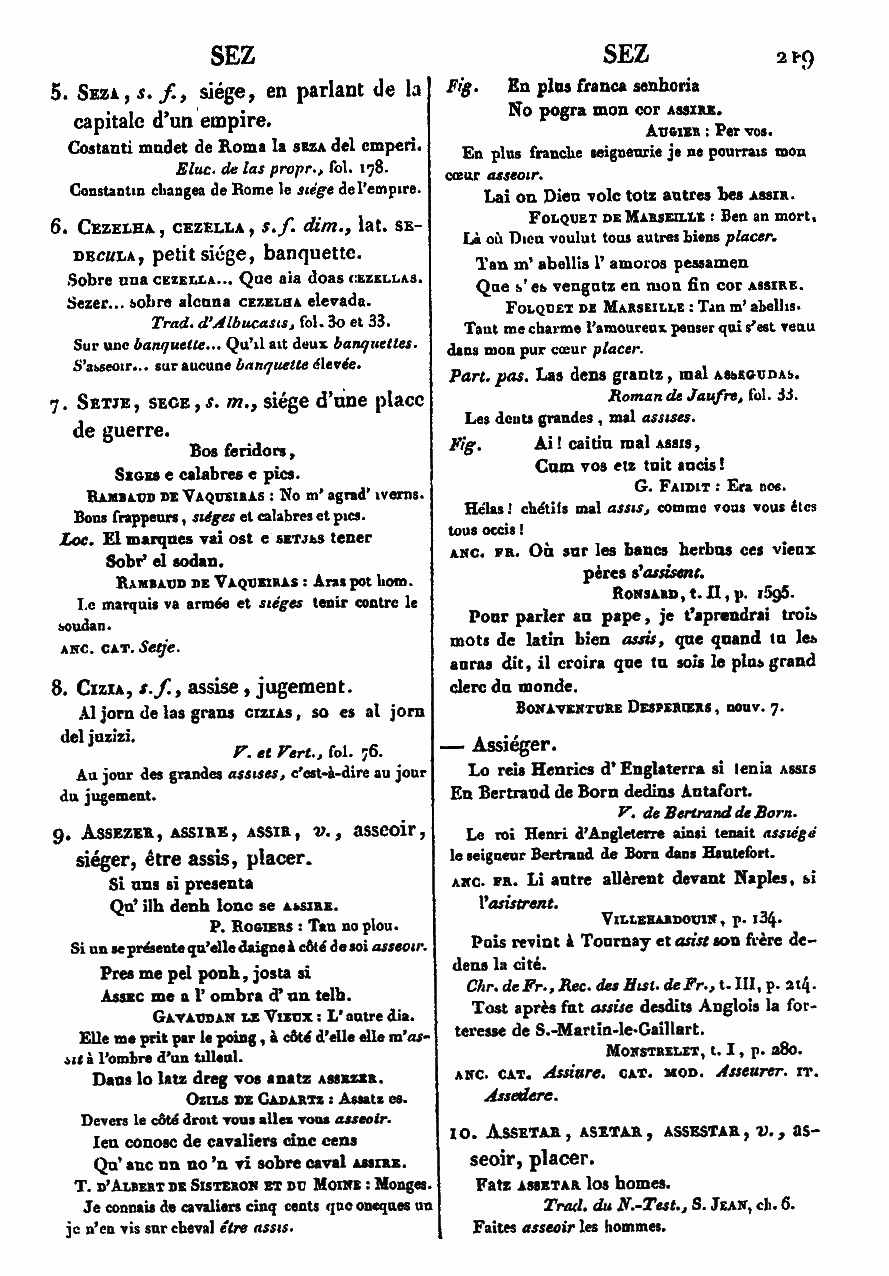 SEZ
SEZ
219
5. SEZA, s. f., siége, en parlant de la
capitale d'un empire.
Costanti mudet de Roma la SEZA del emperi.
Eluc. de las propr., fol. 178.
Constantin changea de Rome le siége de l'empire.
6. CEZELHA, CEZELLA, s. f. dim., lat. SE-
DECULA, petit siége, banquette.
Sobre una CEZELLA... Que aia doas CEZELLAS.
Sezer... sobre alcuna CEZELHA elevada.
Trad. d'Albucasis, fol. 30 et 33.
Sur une banquette... Qu'il ait deux banquettes.
S'asseoir... sur aucune banquette élevée.
7. SETJE, SEGE, s. m., siége d'une place
de guerre.
Bos feridors,
SEGES e calabres e pics.
RAMBAUD DE VAQUEIRAS : No m'agrad' iverns.
Bons frappeurs, siéges et calabres et pics.
Loc. El marques vai ost e SETJES tener
Sobr' el sodan.
RAMBAUD DE VAQUEIRAS : Aras pot hom.
Le marquis va armée et siéges tenir contre le
soudan.
ANC. CAT. Setje.
8. CIZIA, s. f., assise, jugement.
Al jorn de las grans CIZIAS, so es al jorn
del juzizi.
V. et Vert., fol. 76.
Au jour des grandes assises, c'est-à-dire au jour
du jugement.
9. ASSEZER, ASSIRE, ASSIR, v., asseoir,
siéger, être assis, placer.
Si uns si presenta
Qu' ilh denh lonc se ASSIRE.
P. ROGIERS : Tan no plou.
Si un se présente qu'elle daigne à côté de soi asseoir.
Pres me pel ponh, josta si
ASSEC me a l' ombra d' un telh.
GAVAUDAN LE VIEUX : L'autre dia.
Elle me prit par le poing, à côté d'elle elle m'as-
sit à l'ombre d'un tilleul.
Dans lo latz dreg vos anatz ASSEZER.
OZILS DE CADARTZ : Assatz es.
Devers le côté droit vous allez vous asseoir.
Ieu conosc de cavaliers cinc cens
Qu' anc un no 'n vi sobre caval ASSIRE.
T. D'ALBERT DE SISTERON ET DU MOINE : Monges.
Je connais de cavaliers cinq cents que oncques un
je n'en vis sur cheval être assis.
Fig. En plus franca senhoria
No pogra mon cor ASSIRE.
AUGIER : Per vos.
En plus franche seigneurie je ne pourrais mon
cœur asseoir.
Lai on Dieu volc totz autres bes ASSIR.
FOLQUET DE MARSEILLE : Ben an mort,
Là où Dieu voulut tous autres biens placer.
Tan m' abellis l' amoros pessamen
Que s' es vengutz en mon fin cor ASSIRE.
FOLQUET DE MARSEILLE : Tan m' abellis.
Tant me charme l'amoureux penser qui s'est venu
dans mon pur cœur placer.
Part. pas. Las dens grantz, mal ASSEGUDAS.
Roman de Jaufre, fol. 33.
Les dents grandes, mal assises.
Fig. Ai ! caitiu mal ASSIS,
Cum vos etz tuit aucis !
G. FAIDIT : Era nos.
Hélas ! chétifs mal assis, comme vous vous êtes
tous occis !
ANC. FR. Où sur les bancs herbus ces vieux
pères s'assisent.
RONSARD, t. II, p. 1595.
Pour parler au pape, je t'aprendrai trois
mots de latin bien assis, que quand tu les
auras dit, il croira que tu sois le plus grand
clerc du monde.
BONAVENTURE DESPERIERS, nouv. 7.
— Assiéger.
Lo reis Henrics d' Englaterra si tenia ASSIS
En Bertrand de Born dedins Autafort.
V. de Bertrand de Born.
Le roi Henri d'Angleterre ainsi tenait assiégé
le seigneur Bertrand de Born dans Hautefort.
ANC. FR. Li autre allèrent devant Naples, si
l'asistrent.
VILLEHARDOUIN, p. 134.
Puis revint à Tournay et asist son frère de-
dens la cité.
Chr. de Fr., Rec. des Hist. de Fr., t. III, p. 214.
Tost après fut assise desdits Anglois la for-
teresse de S.-Martin-le-Gaillart.
MONSTRELET, t. I, p. 280.
ANC. CAT. Assiure. CAT. MOD. Asseurer. IT.
Assedere.
10. ASSETAR, ASETAR, ASSESTAR, v., as-
seoir, placer.
Fatz ASSETAR los homes.
Trad. du N.-Test., S. JEAN, ch. 6.
Faites asseoir les hommes.